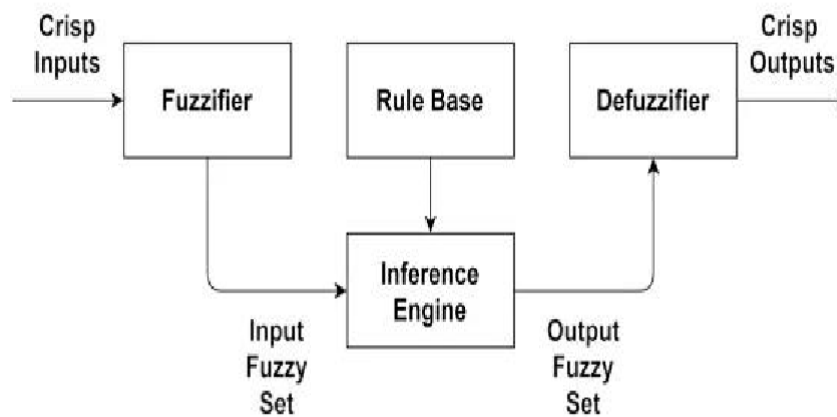 Crisp
Inputs
Fuzzifier
Rule Base
Defuzzifier
Crisp
Outputs
Inference
Engine
Input
Fuzzy
Set
Output
Fuzzy
Set